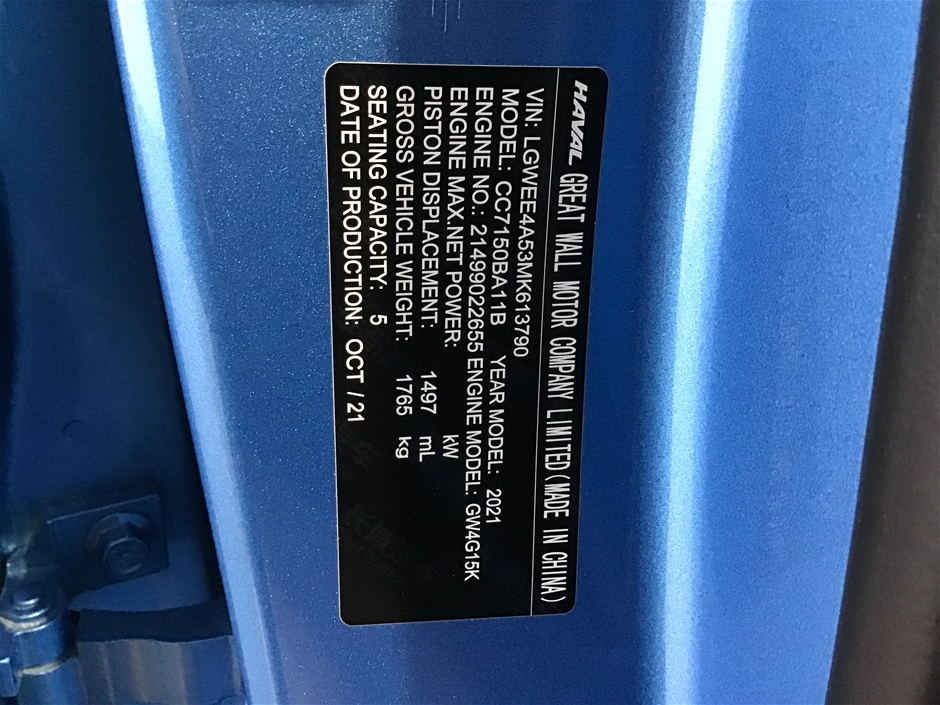 HAVAL GREAT WALL MOTOR COMPANY LIMITED(MADE IN CHINA)
VIN: LGWEE4A53MK613790
MODEL: CC7150BA11B YEAR MODEL: 2021
ENGINE NO.: 21499022655 ENGINE MODEL: GW4G15K
ENGINE MAX.NET POWER: kW
PISTON DISPLACEMENT: 1497 mL
GROSS VEHICLE WEIGHT: 1765 kg
SEATING CAPACITY: 5
DATE OF PRODUCTION: OCT / 21